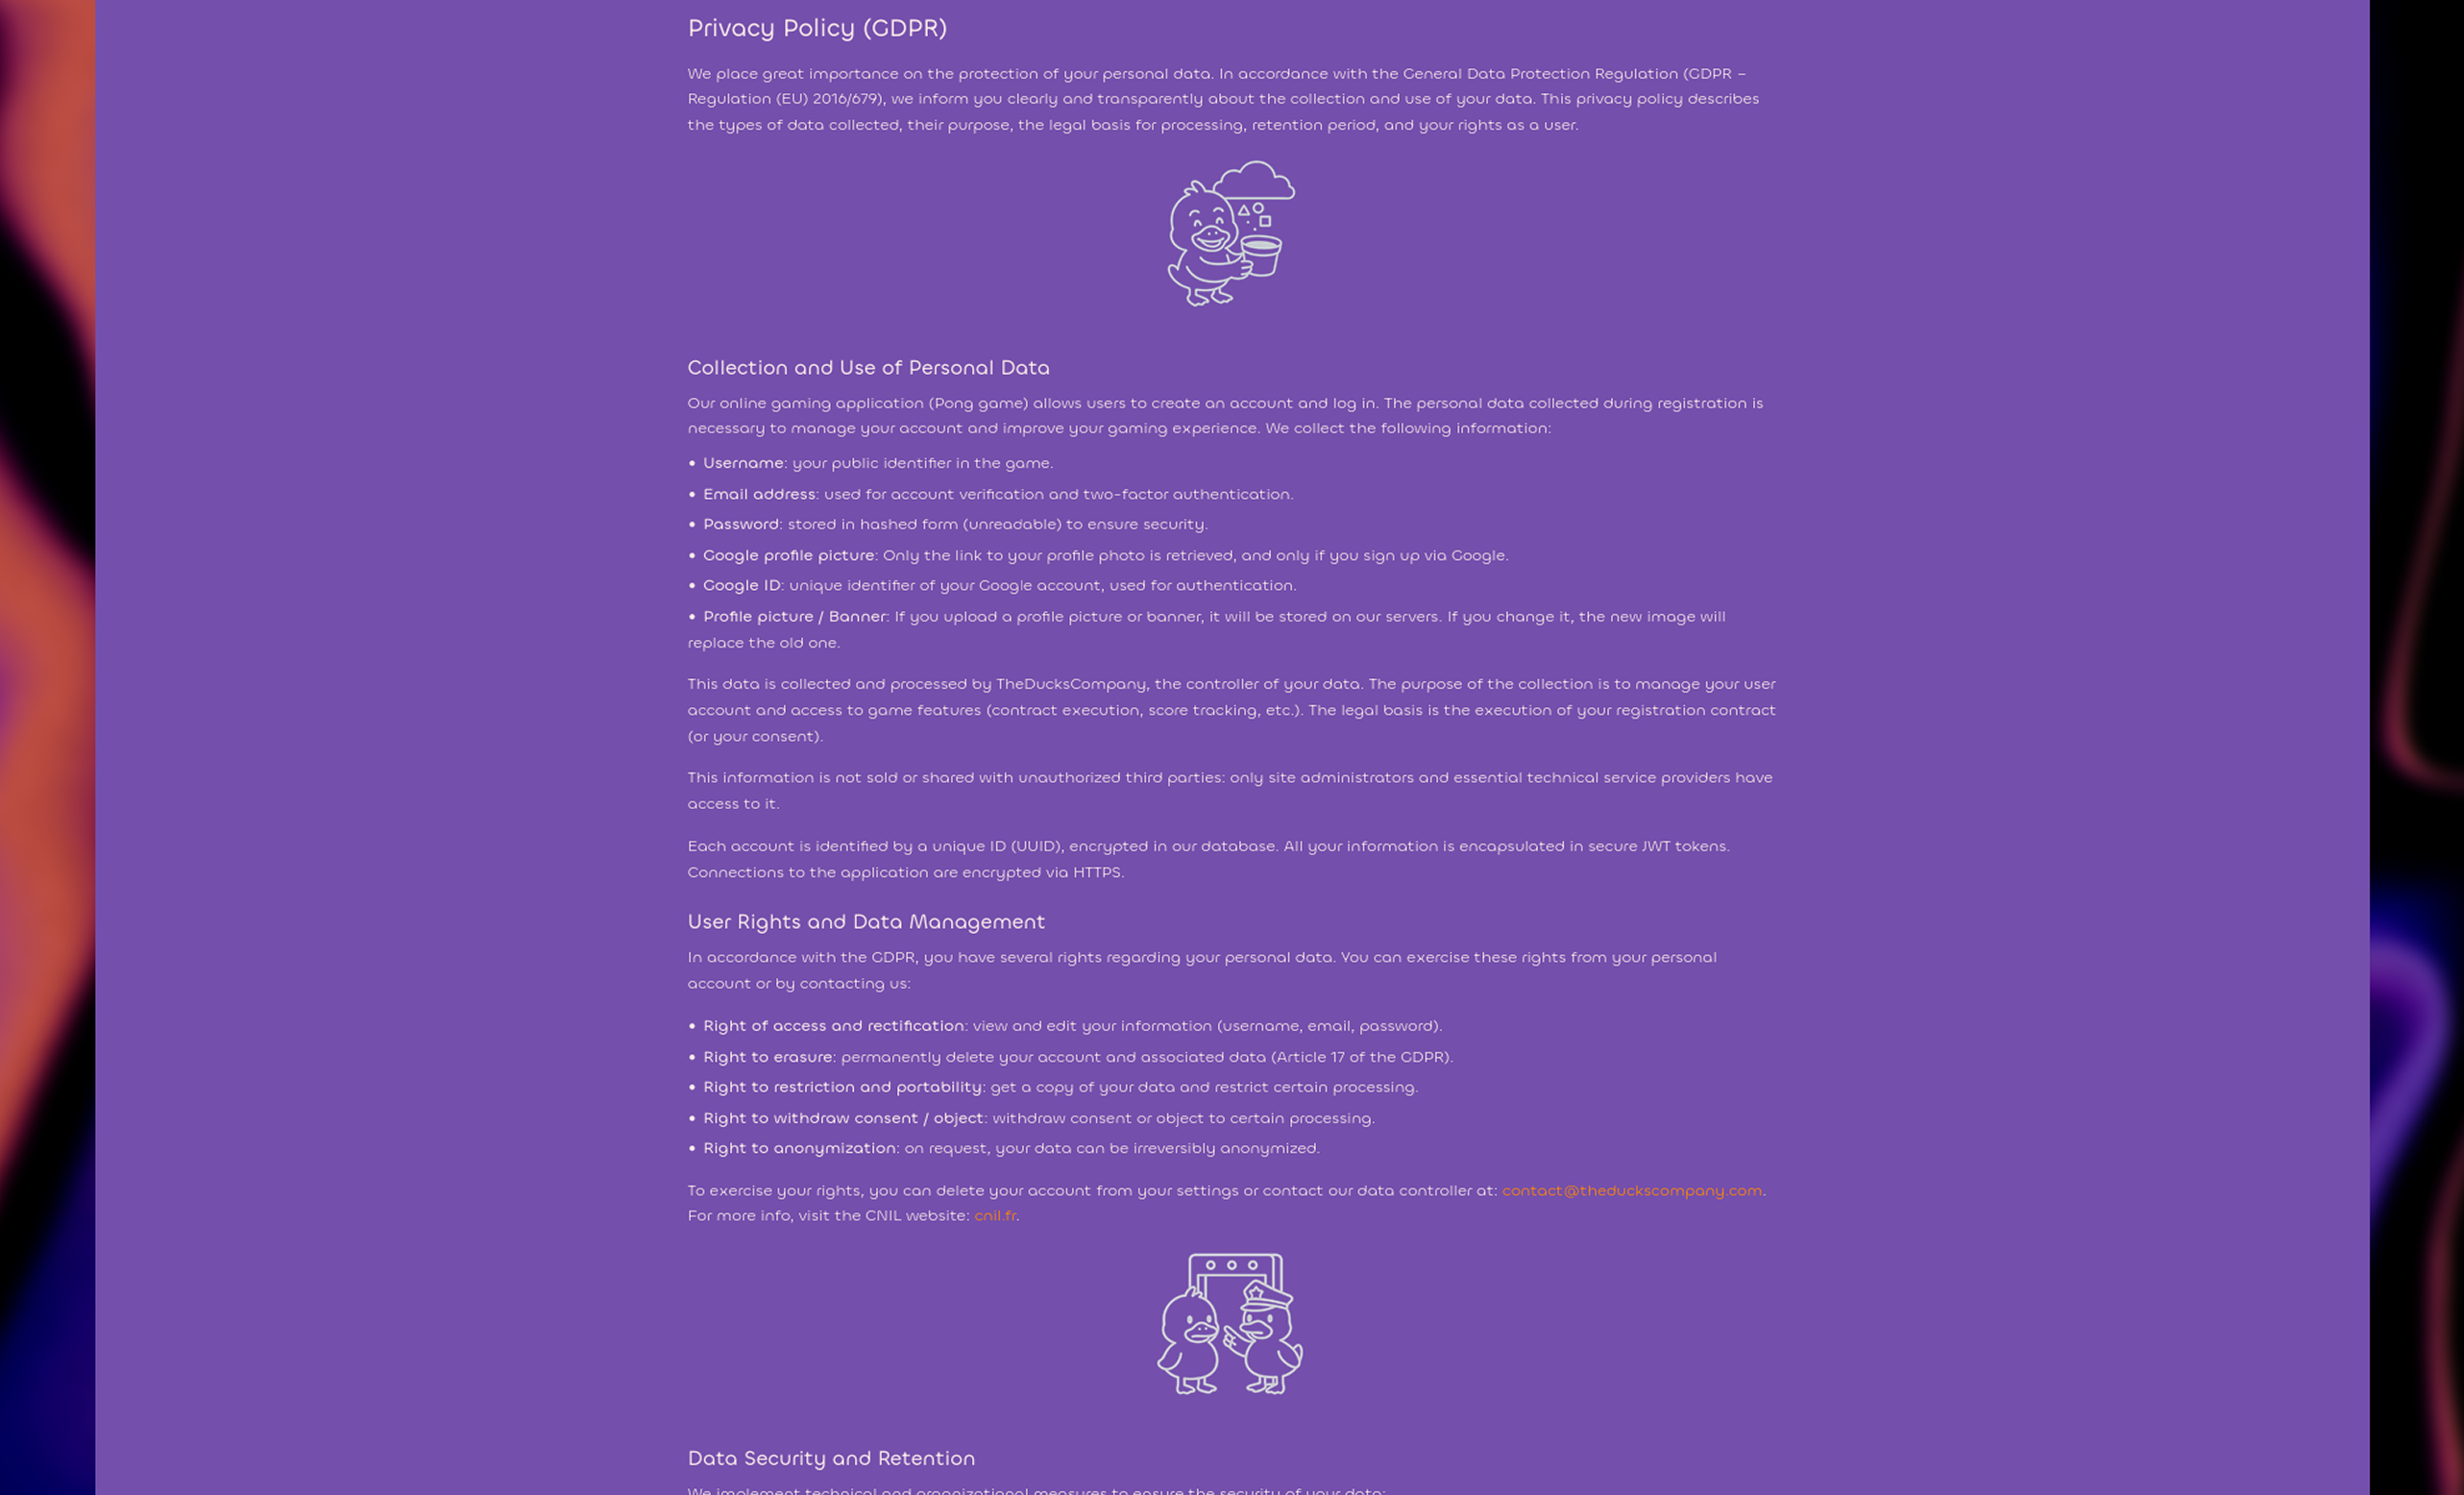 Privacy Policy (GDPR)
We place great importance on the protection of your personal data. In accordance with the General Data Protection Regulation (GDPR –
Regulation (EU) 2016/679), we inform you clearly and transparently about the collection and use of your data. This privacy policy describes
the types of data collected, their purpose, the legal basis for processing, retention period, and your rights as a user.
Collection and Use of Personal Data
Our online gaming application (Pong game) allows users to create an account and log in. The personal data collected during registration is
necessary to manage your account and improve your gaming experience. We collect the following information:
• Username: your public identifier in the game.
• Email address: used for account verification and two-factor authentication.
• Password: stored in hashed form (unreadable) to ensure security.
• Google profile picture: Only the link to your profile photo is retrieved, and only if you sign up via Google.
• Google ID: unique identifier of your Google account, used for authentication.
• Profile picture / Banner: If you upload a profile picture or banner, it will be stored on our servers. If you change it, the new image will
replace the old one.
This data is collected and processed by TheDucksCompany, the controller of your data. The purpose of the collection is to manage your user
account and access to game features (contract execution, score tracking, etc.). The legal basis is the execution of your registration contract
(or your consent).
This information is not sold or shared with unauthorized third parties: only site administrators and essential technical service providers have
access to it.
Each account is identified by a unique ID (UUID), encrypted in our database. All your information is encapsulated in secure JWT tokens.
Connections to the application are encrypted via HTTPS.
User Rights and Data Management
In accordance with the GDPR, you have several rights regarding your personal data. You can exercise these rights from your personal
account or by contacting us:
• Right of access and rectification: view and edit your information (username, email, password).
• Right to erasure: permanently delete your account and associated data (Article 17 of the GDPR).
• Right to restriction and portability: get a copy of your data and restrict certain processing.
• Right to withdraw consent / object: withdraw consent or object to certain processing.
• Right to anonymization: on request, your data can be irreversibly anonymized.
To exercise your rights, you can delete your account from your settings or contact our data controller at: contact@theduckscompany.com.
For more info, visit the CNIL website: cnil.fr.
Data Security and Retention
We implement technical and organizational measures to ensure the security of your data: